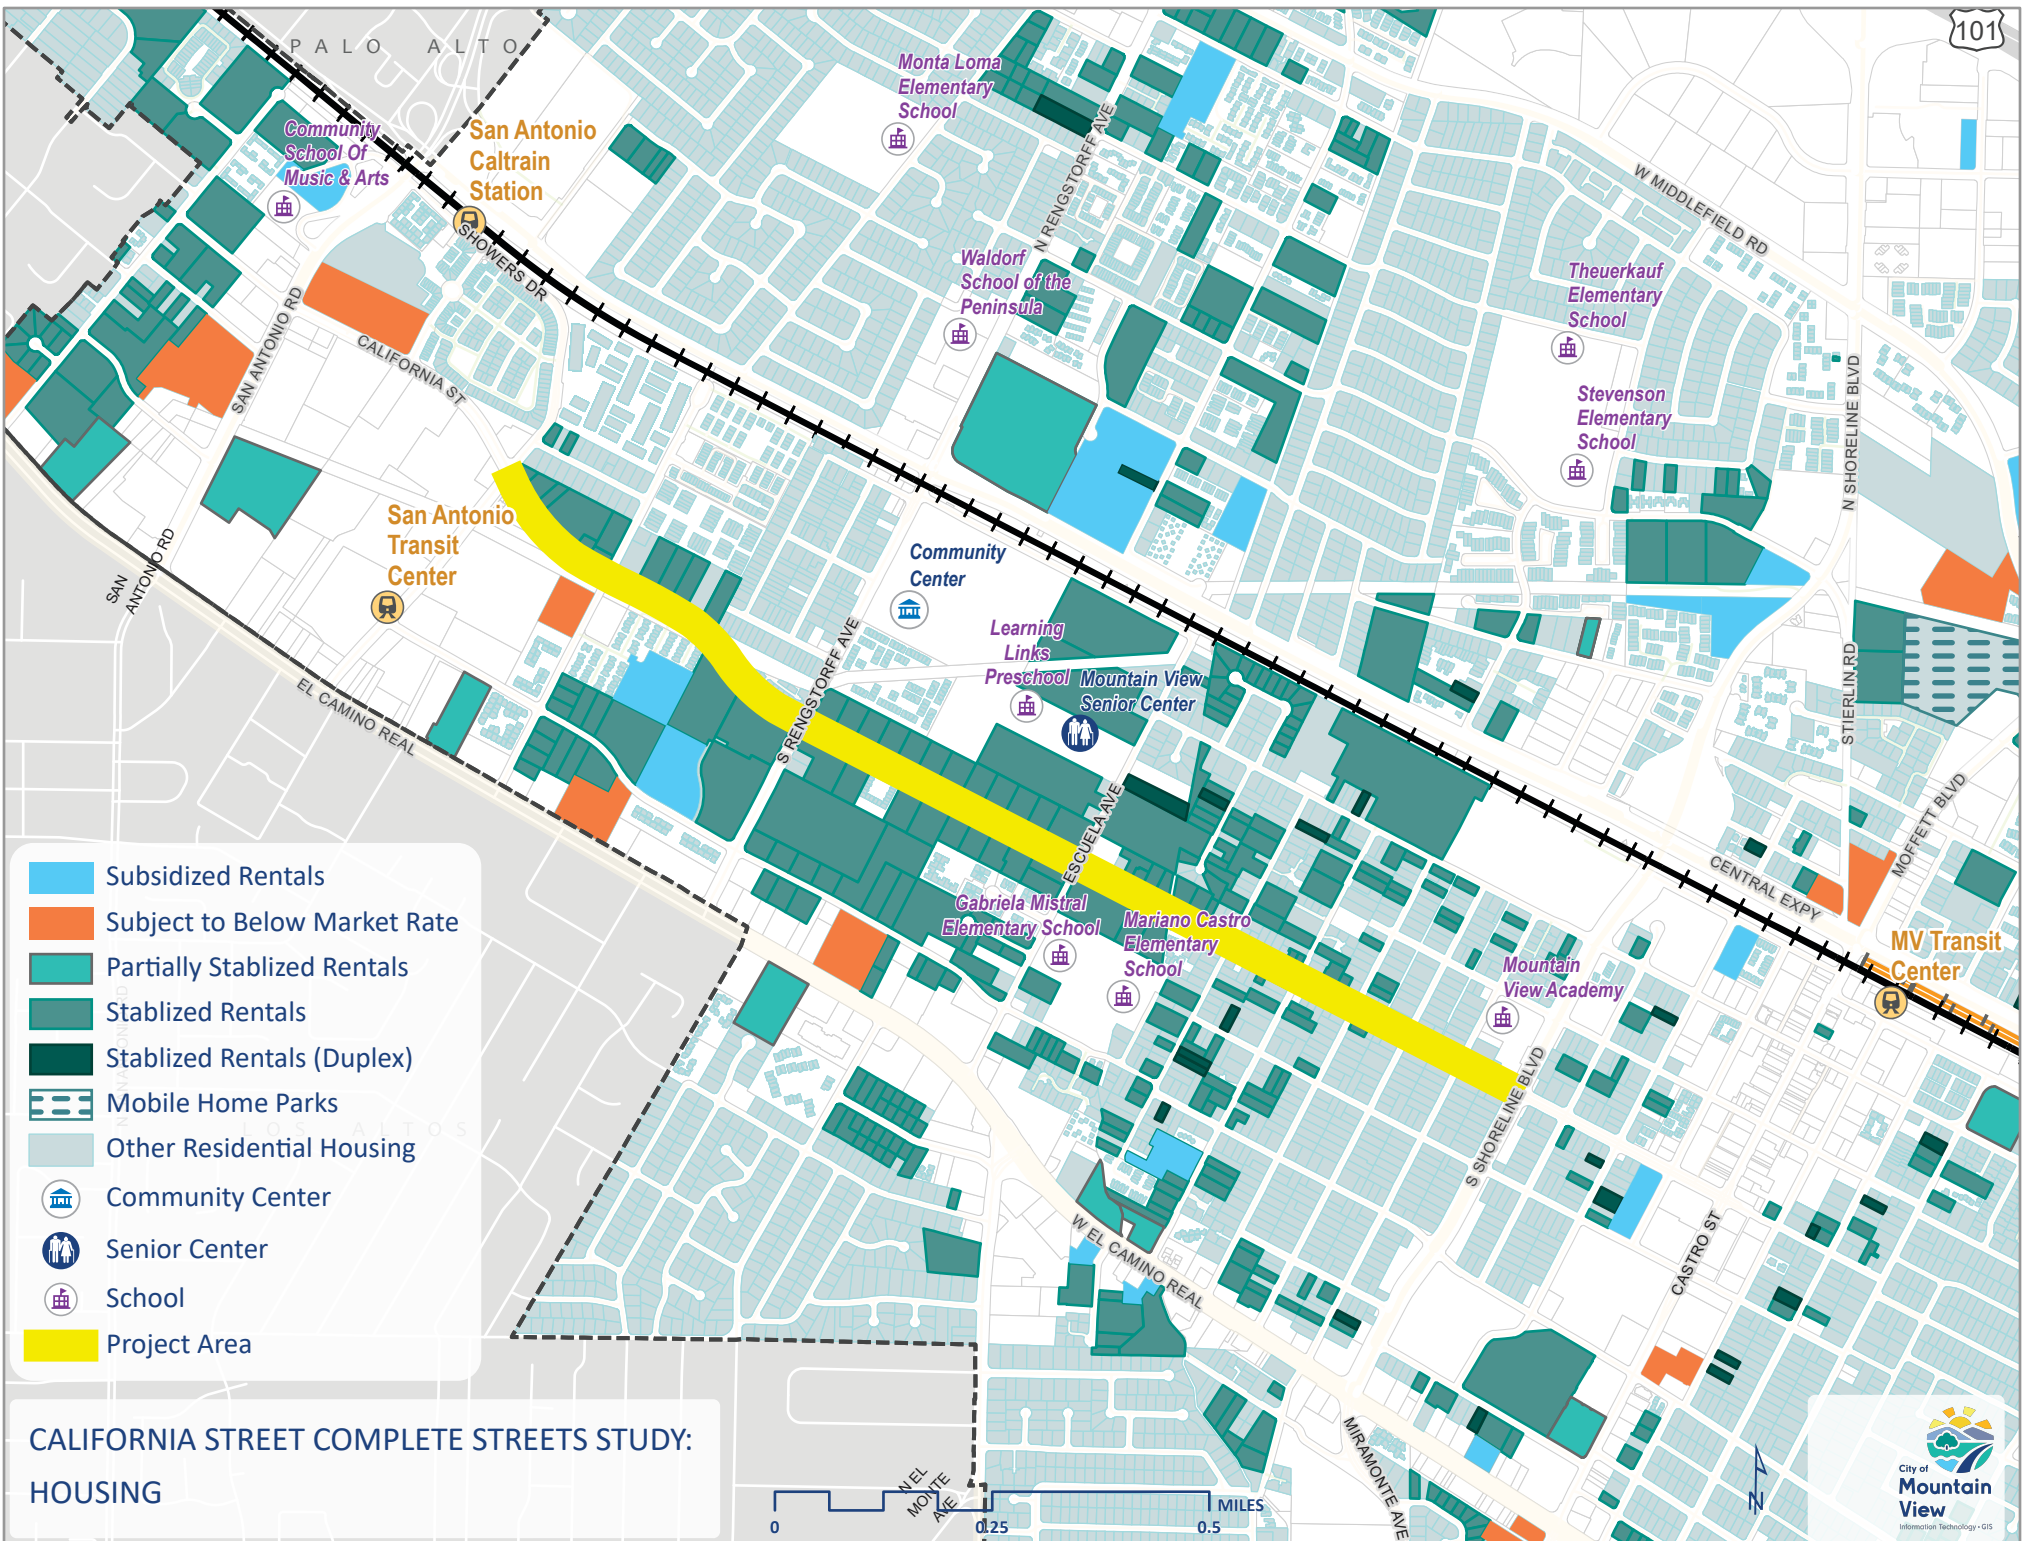 PALO ALTO
101
Monta Loma
Elementary
School
Community
School Of
Music & Arts
San Antonio
Caltrain
Station
N RENGSTORFF AVE
W MIDDLEFIELD RD
SHOWERS DR
Waldorf
School of the
Peninsula
Theuerkauf
Elementary
School
SAN ANTONIO RD
CALIFORNIA ST
Stevenson
Elementary
School
N SHORELINE BLVD
San Antonio
Transit
Center
SAN
ANTONIO RD
Community
Center
Learning
Links
Preschool
Mountain View
Senior Center
S RENGSTORFF AVE
EL CAMINO REAL
STIERLIN RD
MOFFETT BLVD
ESCUELA AVE
CENTRAL EXPY
Gabriela Mistral
Elementary School
Mariano Castro
Elementary
School
Mountain
View Academy
MV Transit
Center
S SHORELINE BLVD
W EL CAMINO REAL
CASTRO ST
MIRAMONTE AVE
N EL
MONTE
AVE
LOS ALTOS
Subsidized Rentals
Subject to Below Market Rate
Partially Stablized Rentals
Stablized Rentals
Stablized Rentals (Duplex)
Mobile Home Parks
Other Residential Housing
Community Center
Senior Center
School
Project Area
CALIFORNIA STREET COMPLETE STREETS STUDY:
HOUSING
MILES
0 0.25 0.5
N
City of
Mountain
View
Information Technology • GIS